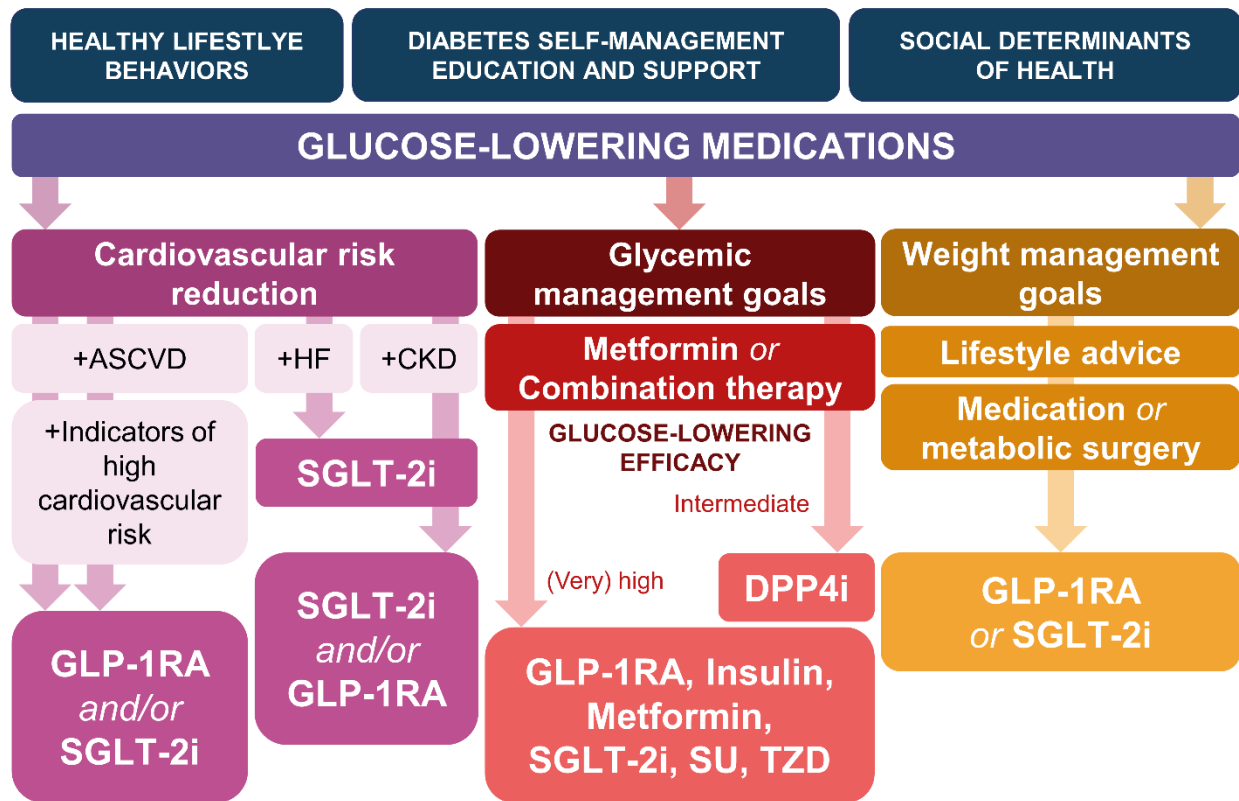 HEALTHY LIFESTLYE
BEHAVIORS
DIABETES SELF-MANAGEMENT
EDUCATION AND SUPPORT
SOCIAL DETERMINANTS
OF HEALTH
GLUCOSE-LOWERING MEDICATIONS
Cardiovascular risk
reduction
+ASCVD
+HF
+CKD
+Indicators of
high
cardiovascular
risk
SGLT-2i
GLP-1RA
and/or
SGLT-2i
SGLT-2i
and/or
GLP-1RA
Glycemic
management goals
Metformin or
Combination therapy
GLUCOSE-LOWERING
EFFICACY
Intermediate
(Very) high
DPP4i
GLP-1RA, Insulin,
Metformin,
SGLT-2i, SU, TZD
Weight management
goals
Lifestyle advice
Medication or
metabolic surgery
GLP-1RA
or SGLT-2i